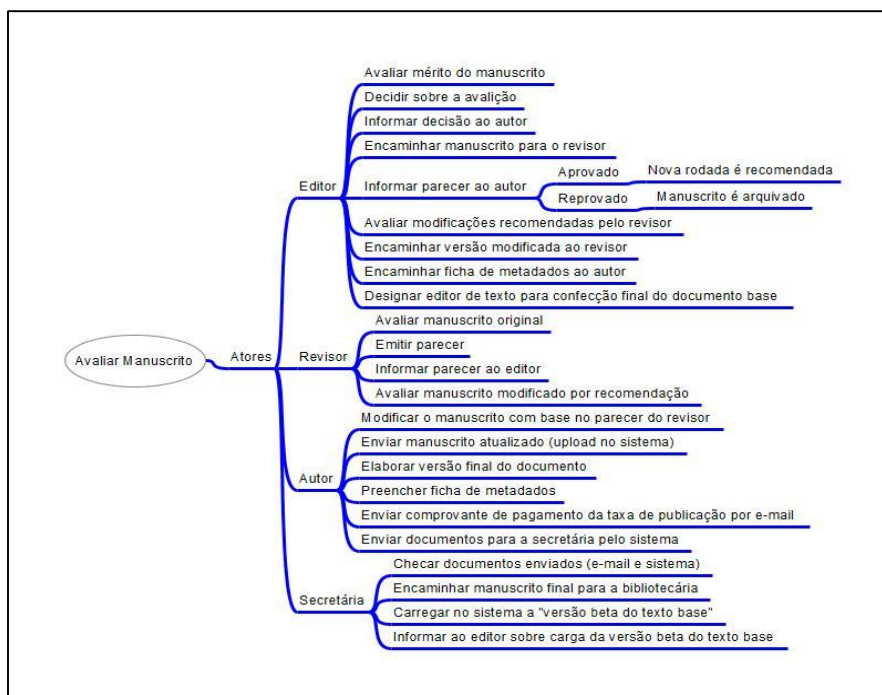 Avaliar Manuscrito
Atores
Editor
Avaliar mérito do manuscrito
Decidir sobre a avalição
Informar decisão ao autor
Encaminhar manuscrito para o revisor
Informar parecer ao autor
Aprovado
Nova rodada é recomendada
Reprovado
Manuscrito é arquivado
Avaliar modificações recomendadas pelo revisor
Encaminhar versão modificada ao revisor
Encaminhar ficha de metadados ao autor
Designar editor de texto para confecção final do documento base
Revisor
Avaliar manuscrito original
Emitir parecer
Informar parecer ao editor
Avaliar manuscrito modificado por recomendação
Autor
Modificar o manuscrito com base no parecer do revisor
Enviar manuscrito atualizado (upload no sistema)
Elaborar versão final do documento
Preencher ficha de metadados
Enviar comprovante de pagamento da taxa de publicação por e-mail
Enviar documentos para a secretária pelo sistema
Secretária
Checar documentos enviados (e-mail e sistema)
Encaminhar manuscrito final para a bibliotecária
Carregar no sistema a "versão beta do texto base"
Informar ao editor sobre carga da versão beta do texto base